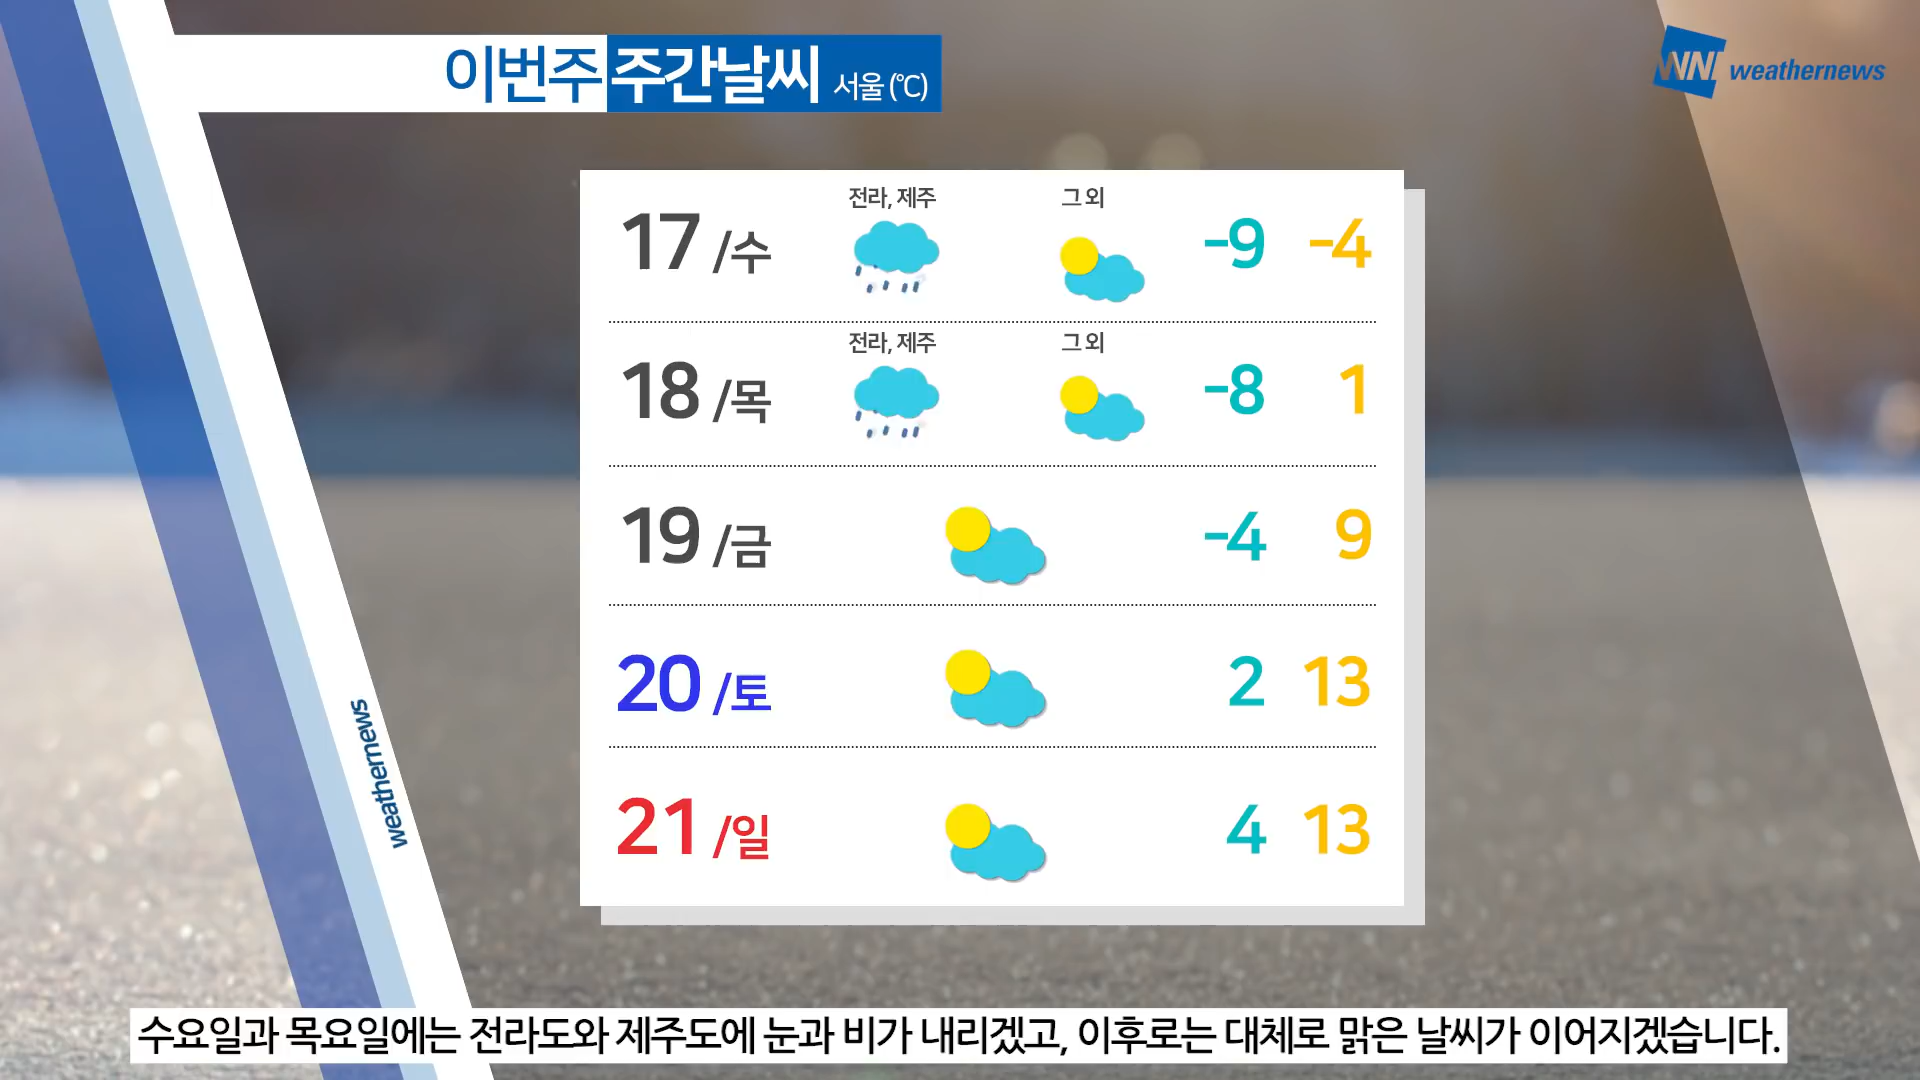 이번주 주간날씨 서울 (℃)
WNI weathernews
전라, 제주 그 외
17 /수 -9 -4
전라, 제주 그 외
18 /목 -8 1
19 /금 -4 9
20 /토 2 13
21 /일 4 13
weathernews
수요일과 목요일에는 전라도와 제주도에 눈과 비가 내리겠고, 이후로는 대체로 맑은 날씨가 이어지겠습니다.